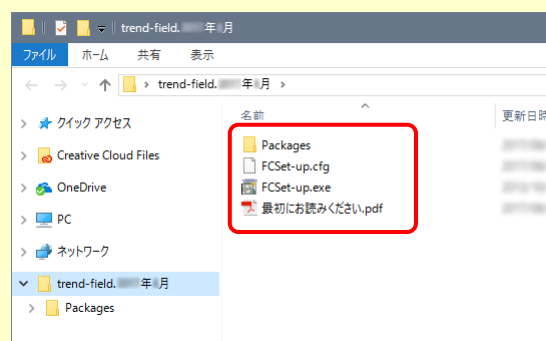 trend-field. 年 月
ファイル ホーム 共有 表示
trend-field. 年 月
名前 更新日時
クイック アクセス
Packages
Creative Cloud Files
FCSet-up.cfg
OneDrive
FCSet-up.exe
PC
最初にお読みください.pdf
ネットワーク
trend-field. 年 月
Packages